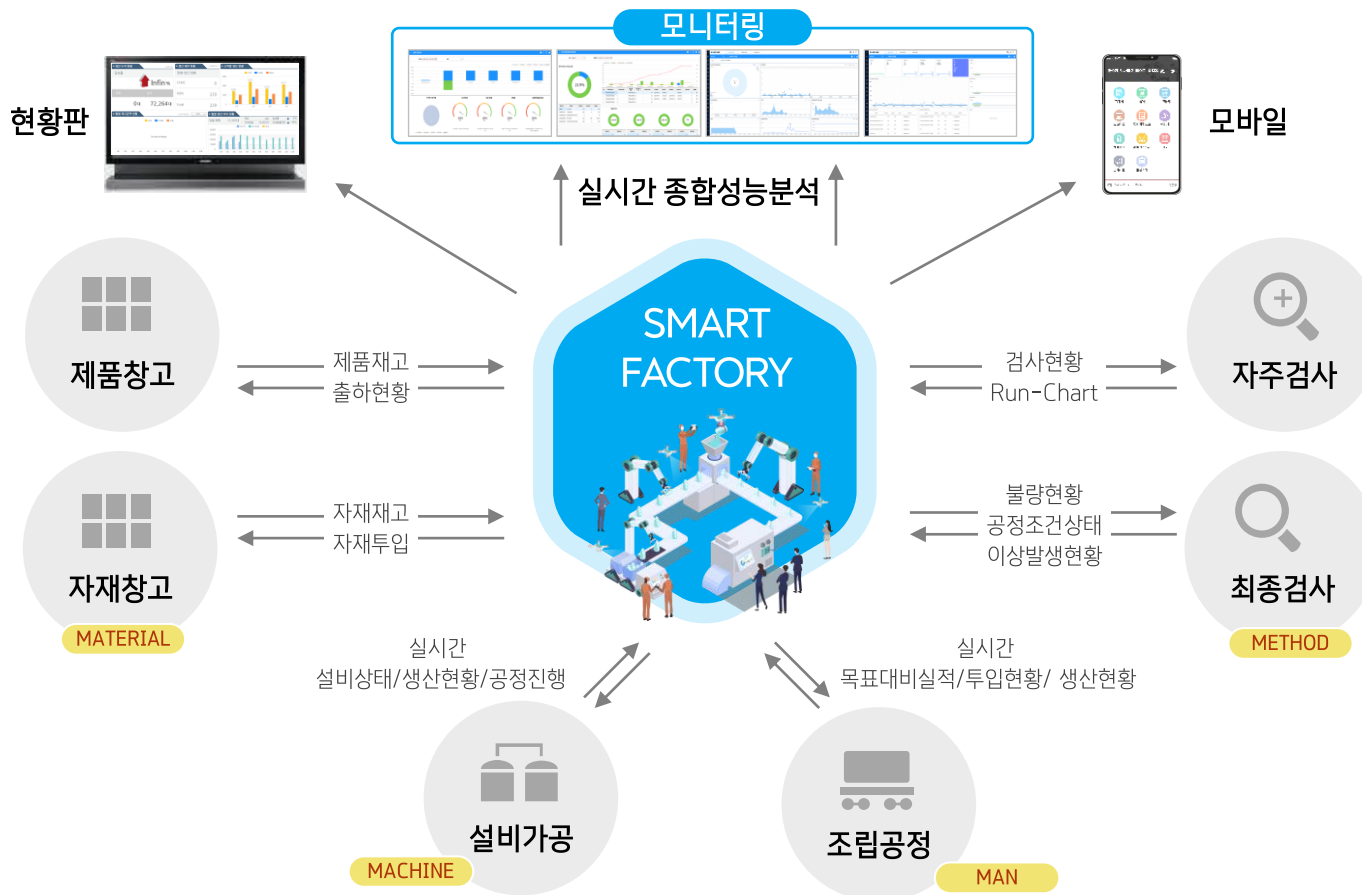 모니터링
현황판
모바일
72,264
실시간 종합성능분석
SMART
FACTORY
제품창고
제품재고
출하현황
검사현황
Run-Chart
자주검사
자재창고
MATERIAL
자재재고
자재투입
불량현황
공정조건상태
이상발생현황
최종검사
METHOD
실시간
설비상태/생산현황/공정진행
실시간
목표대비실적/투입현황/ 생산현황
설비가공
MACHINE
조립공정
MAN